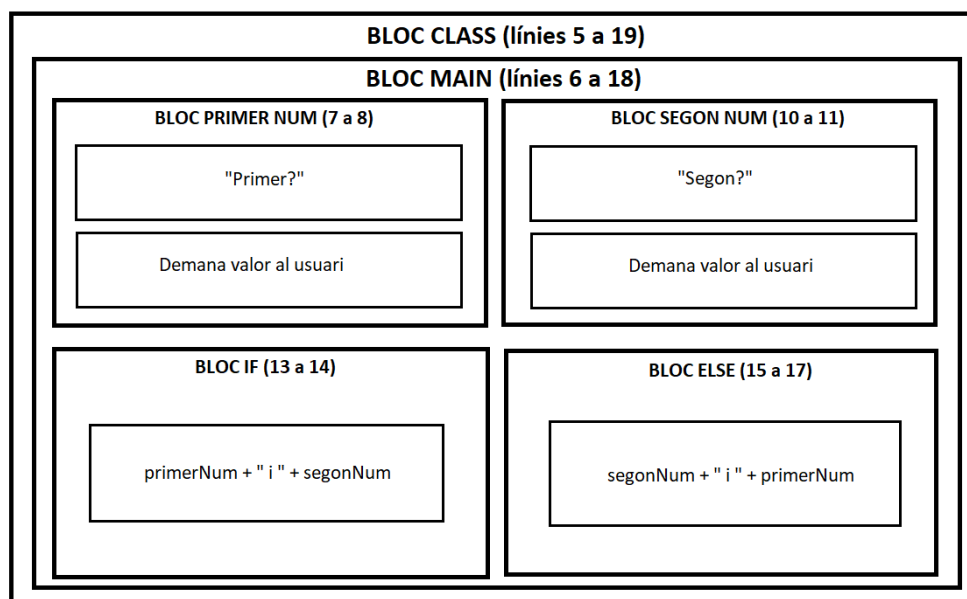 BLOC CLASS (línies 5 a 19)
BLOC MAIN (línies 6 a 18)
BLOC PRIMER NUM (7 a 8)
"Primer?"
Demana valor al usuari
BLOC SEGON NUM (10 a 11)
"Segon?"
Demana valor al usuari
BLOC IF (13 a 14)
primerNum + " i " + segonNum
BLOC ELSE (15 a 17)
segonNum + " i " + primerNum